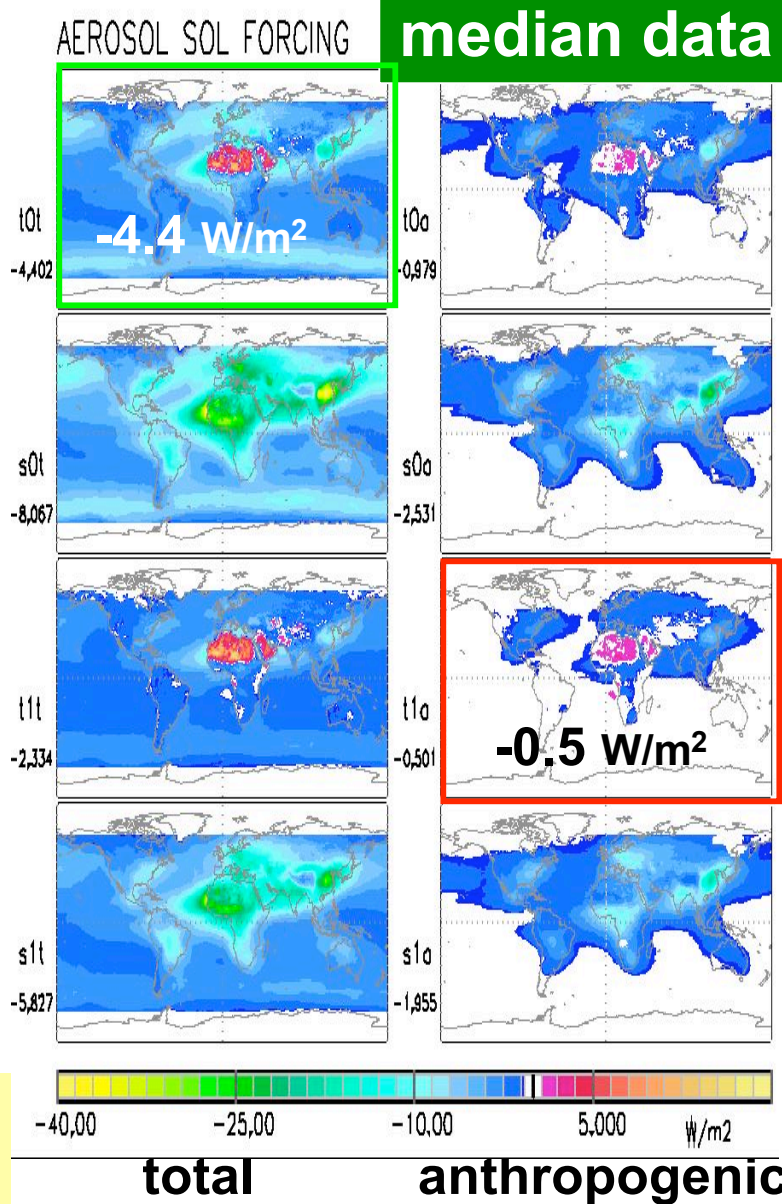 AEROSOL SOL FORCING
median data
t0t
-4,402
-4.4 W/m²
t0a
-0,979
s0t
-8,067
s0a
-2,531
t1t
-2,334
t1a
-0,501
-0.5 W/m²
s1t
-5,827
s1a
-1,955
-40,00 -25,00 -10,00 5,000 W/m2
total anthropogenic